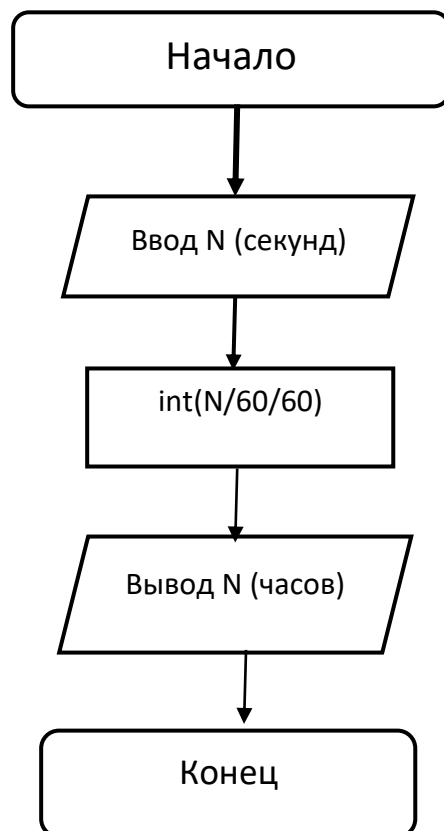 Начало
Ввод N (секунд)
int(N/60/60)
Вывод N (часов)
Конец